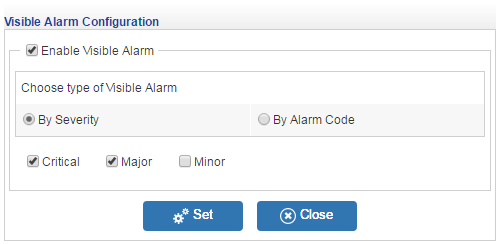 Visible Alarm Configuration
Enable Visible Alarm
Choose type of Visible Alarm
By Severity By Alarm Code
Critical Major Minor
Set Close